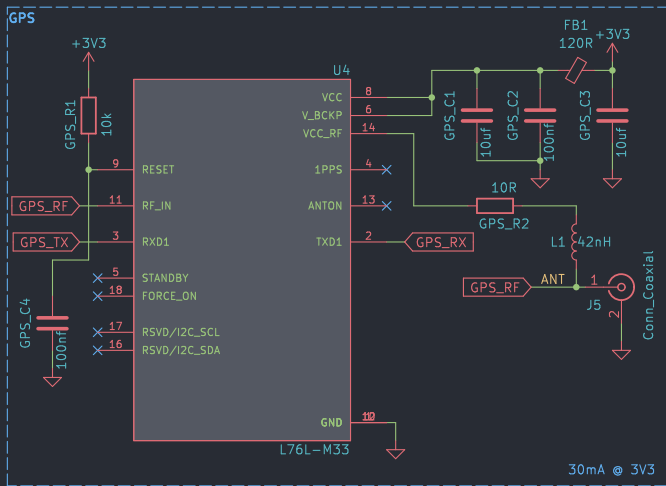 GPS
FB1
+3V3
120R
+3V3
U4
GPS_R1
10k
VCC 8
V_BCKP 6
VCC_RF 14
GPS_C1
10uf
GPS_C2
100nf
GPS_C3
10uf
9 RESET
1PPS 4
GPS_RF 11 RF_IN
ANTON 13
10R
GPS_R2
GPS_TX 3 RXD1
TXD1 2 GPS_RX
L1 42nH
5 STANDBY
18 FORCE_ON
GPS_RF ANT 1
J5
2
Conn_Coaxial
GPS_C4
100nf
17 RSVD/I2C_SCL
16 RSVD/I2C_SDA
GND
L76L-M33
30mA @ 3V3